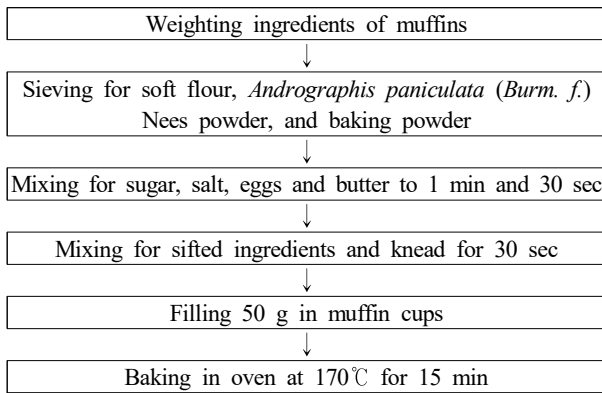 Weighting ingredients of muffins
↓
Sieving for soft flour, Andrographis paniculata (Burm. f.)
Nees powder, and baking powder
↓
Mixing for sugar, salt, eggs and butter to 1 min and 30 sec
↓
Mixing for sifted ingredients and knead for 30 sec
↓
Filling 50 g in muffin cups
↓
Baking in oven at 170℃ for 15 min